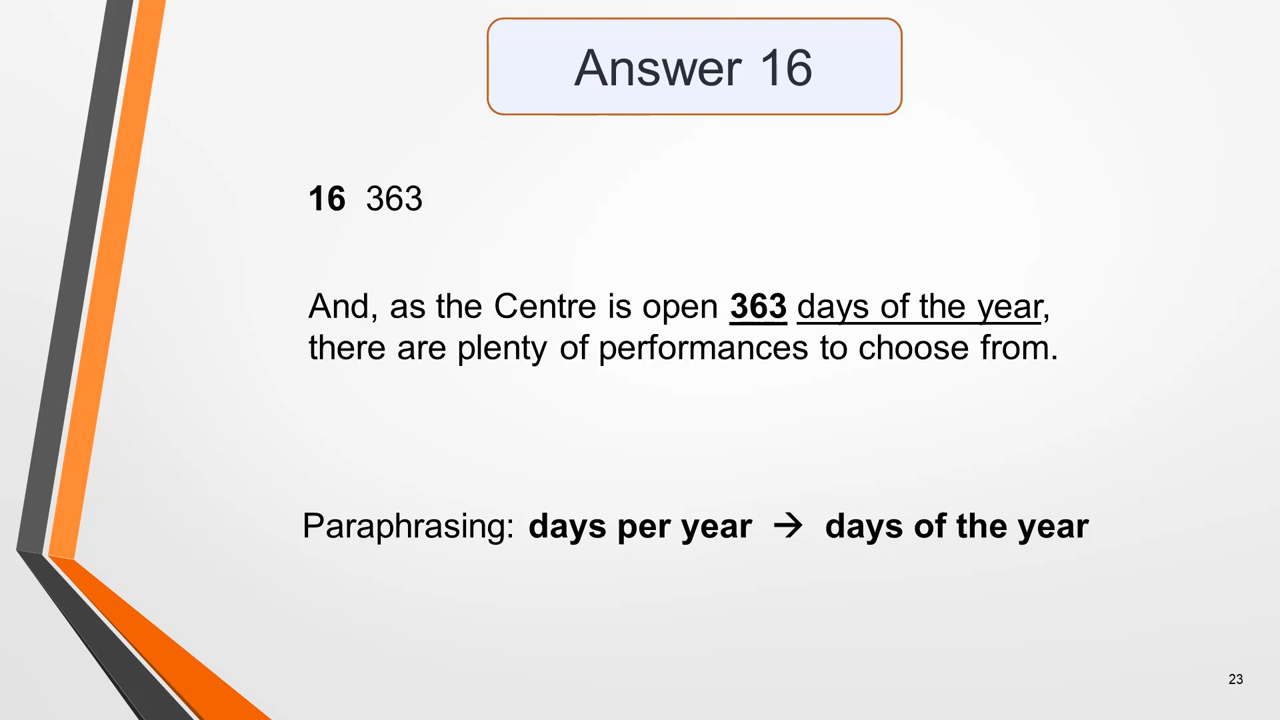 Answer 16
16 363
And, as the Centre is open 363 days of the year,
there are plenty of performances to choose from.
Paraphrasing: days per year → days of the year
23